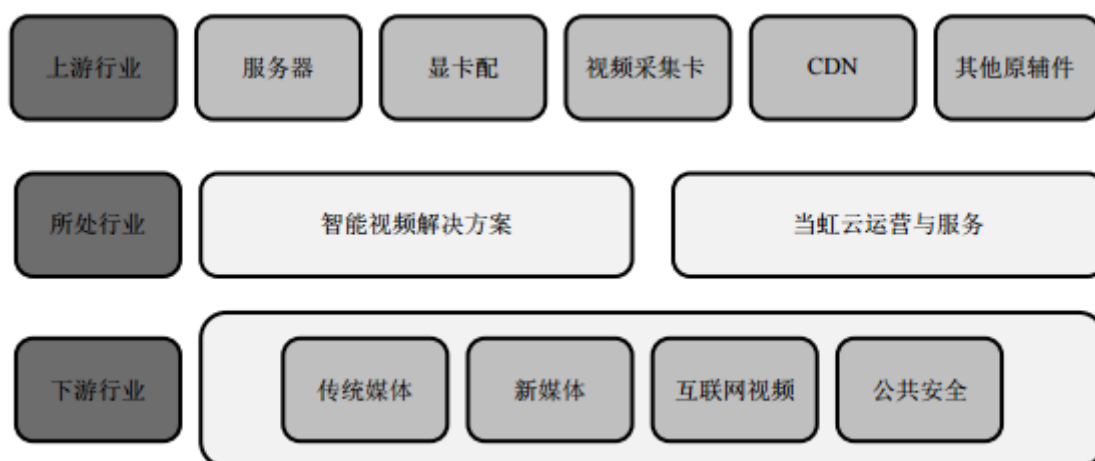 上游行业 服务器 显卡配 视频采集卡 CDN 其他原辅件
所处行业 智能视频解决方案 当虹云运营与服务
下游行业 传统媒体 新媒体 互联网视频 公共安全